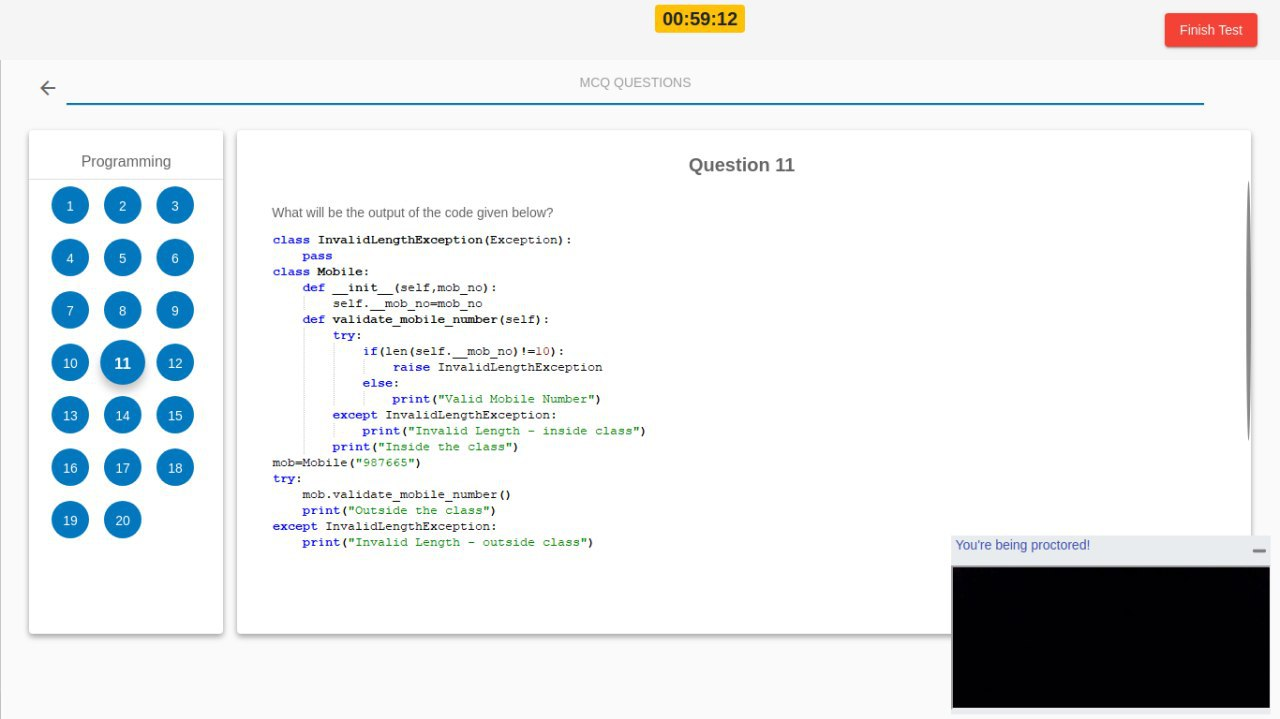 00:59:12
Finish Test
MCQ QUESTIONS
Programming
1 2 3
4 5 6
7 8 9
10 11 12
13 14 15
16 17 18
19 20
Question 11
What will be the output of the code given below?
class InvalidLengthException(Exception):
    pass
class Mobile:
    def __init__(self,mob_no):
        self.__mob_no=mob_no
    def validate_mobile_number(self):
        try:
            if(len(self.__mob_no)!=10):
                raise InvalidLengthException
            else:
                print("Valid Mobile Number")
        except InvalidLengthException:
            print("Invalid Length - inside class")
        print("Inside the class")
mob=Mobile("987665")
try:
    mob.validate_mobile_number()
    print("Outside the class")
except InvalidLengthException:
    print("Invalid Length - outside class")
You're being proctored!